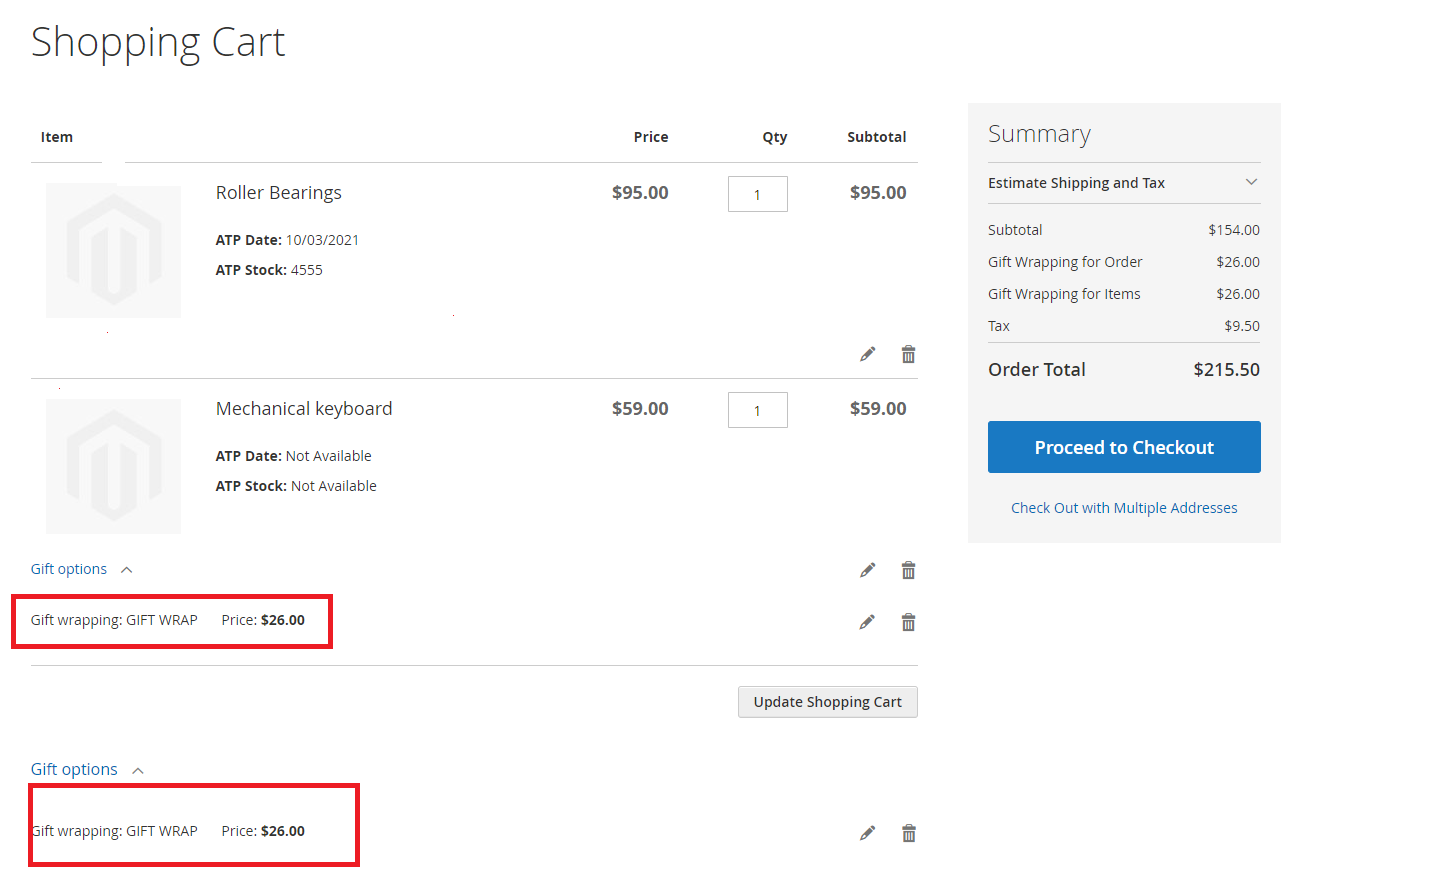 Shopping Cart
Item Price Qty Subtotal
Roller Bearings $95.00 1 $95.00
ATP Date: 10/03/2021
ATP Stock: 4555
Mechanical keyboard $59.00 1 $59.00
ATP Date: Not Available
ATP Stock: Not Available
Gift options
Gift wrapping: GIFT WRAP Price: $26.00
Update Shopping Cart
Gift options
Gift wrapping: GIFT WRAP Price: $26.00
Summary
Estimate Shipping and Tax
Subtotal $154.00
Gift Wrapping for Order $26.00
Gift Wrapping for Items $26.00
Tax $9.50
Order Total $215.50
Proceed to Checkout
Check Out with Multiple Addresses